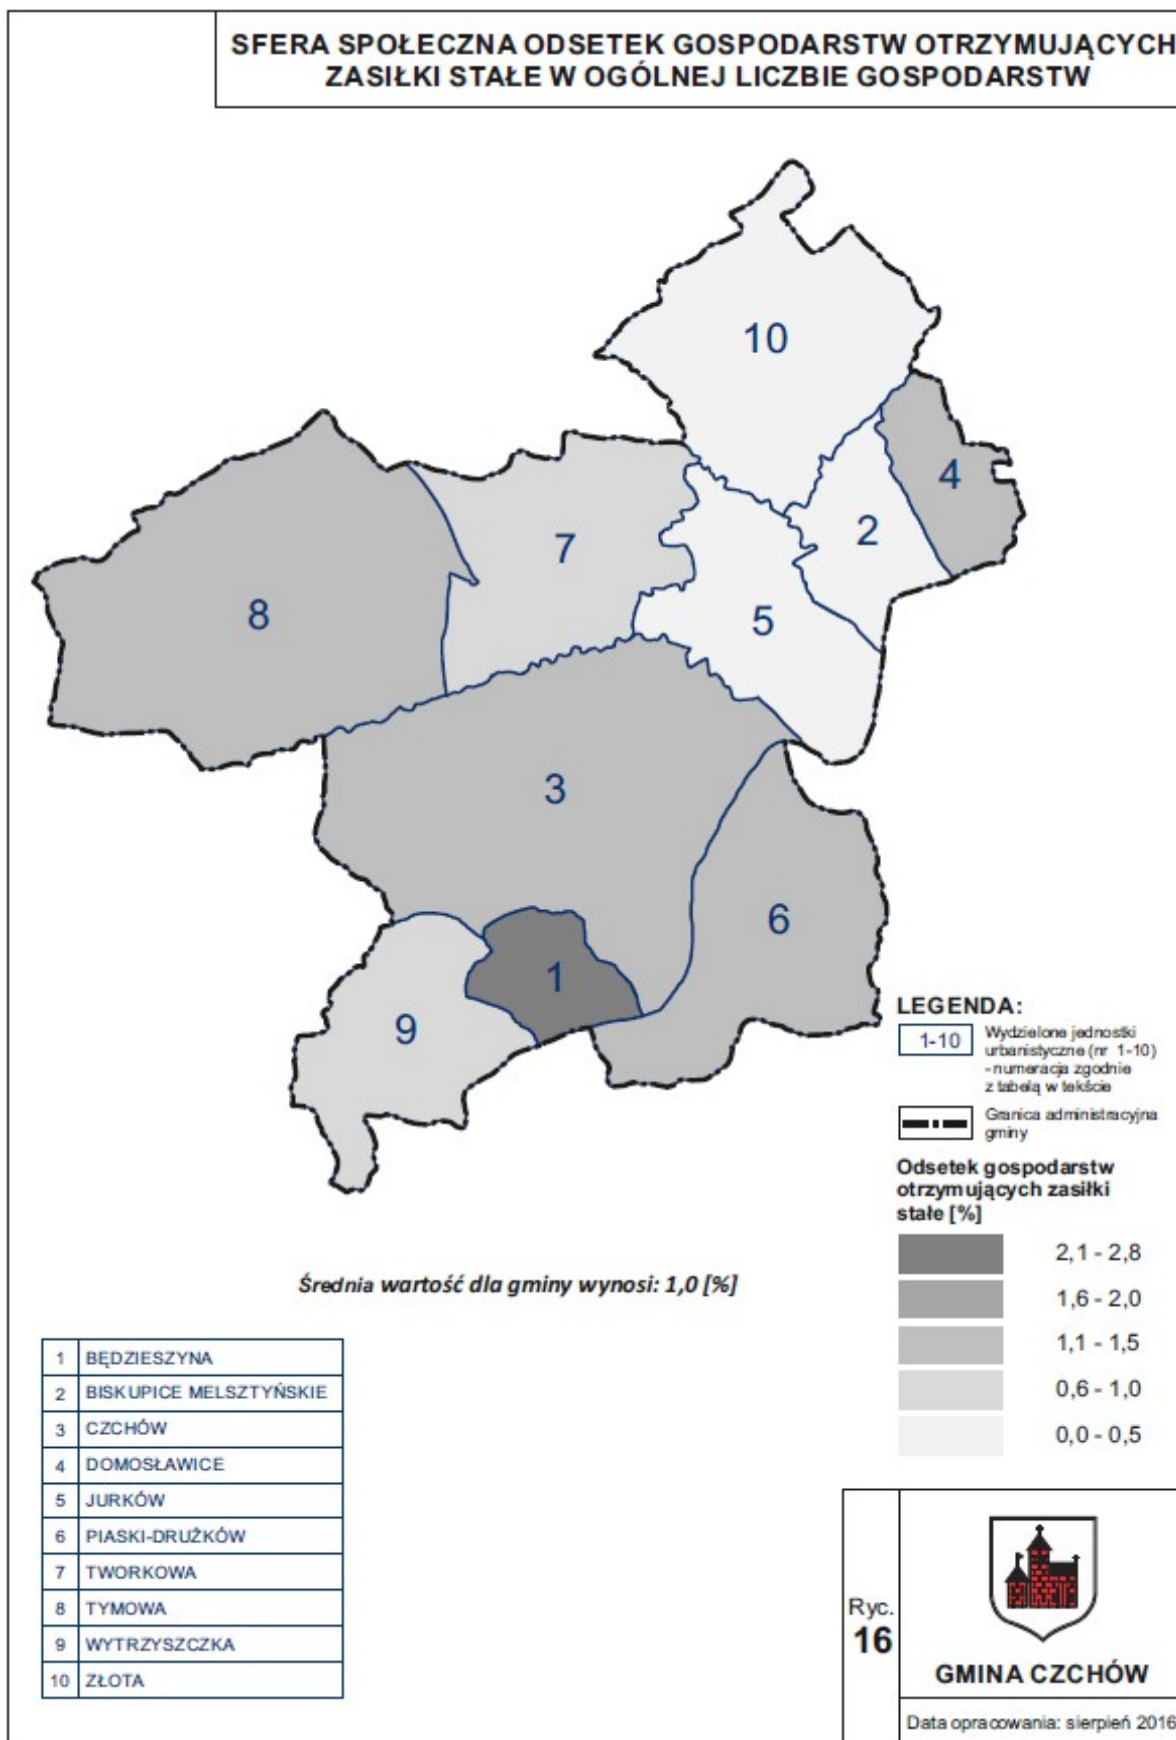 SFERA SPOŁECZNA ODSETEK GOSPODARSTW OTRZYMUJĄCYCH
ZASIŁKI STAŁE W OGÓLNEJ LICZBIE GOSPODARSTW
10
4
2
7
5
8
3
6
1
9
LEGENDA:
1-10
Wydzielone jednostki
urbanistyczne (nr 1-10)
- numeracja zgodnie
z tabelą w tekście
Granica administracyjna
gminy
Odsetek gospodarstw
otrzymujących zasiłki
stałe [%]
2,1 - 2,8
1,6 - 2,0
1,1 - 1,5
0,6 - 1,0
0,0 - 0,5
Średnia wartość dla gminy wynosi: 1,0 [%]
1 BĘDZIESZYNA
2 BISKUPICE MELSZTYŃSKIE
3 CZCHÓW
4 DOMOSŁAWICE
5 JURKÓW
6 PIASKI-DRUŻKÓW
7 TWORKOWA
8 TYMOWA
9 WYTRZYSZCZKA
10 ZŁOTA
Ryc.
16
GMINA CZCHÓW
Data opracowania: sierpień 2016